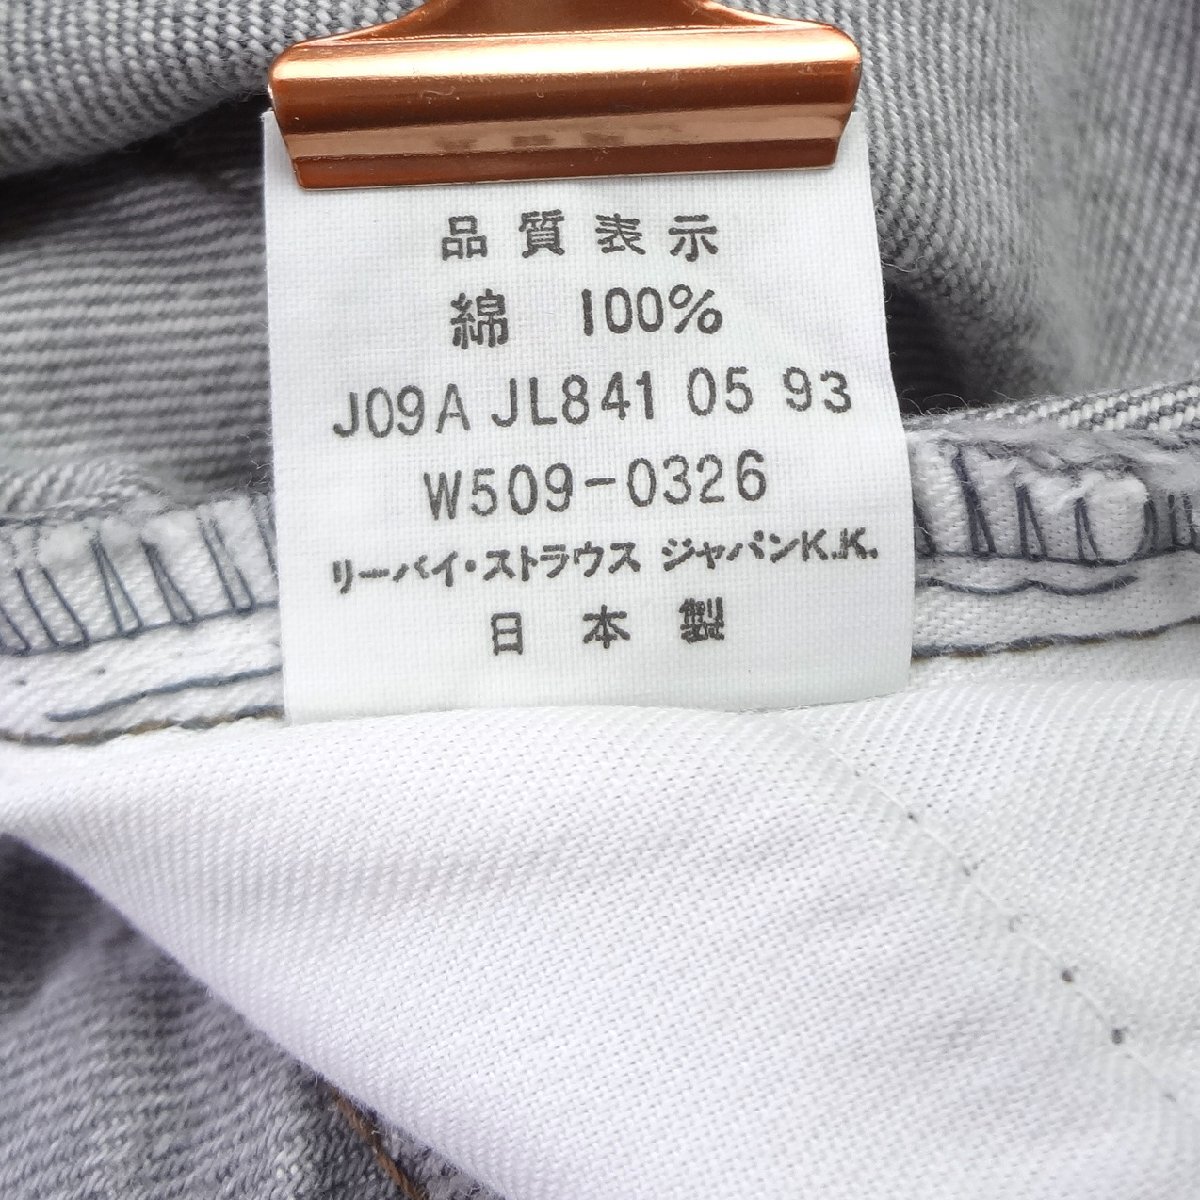 品質表示
綿 100%
J09A JL841 05 93
W509-0326
リーバイ・ストラウス ジャパンK.K.
日本製